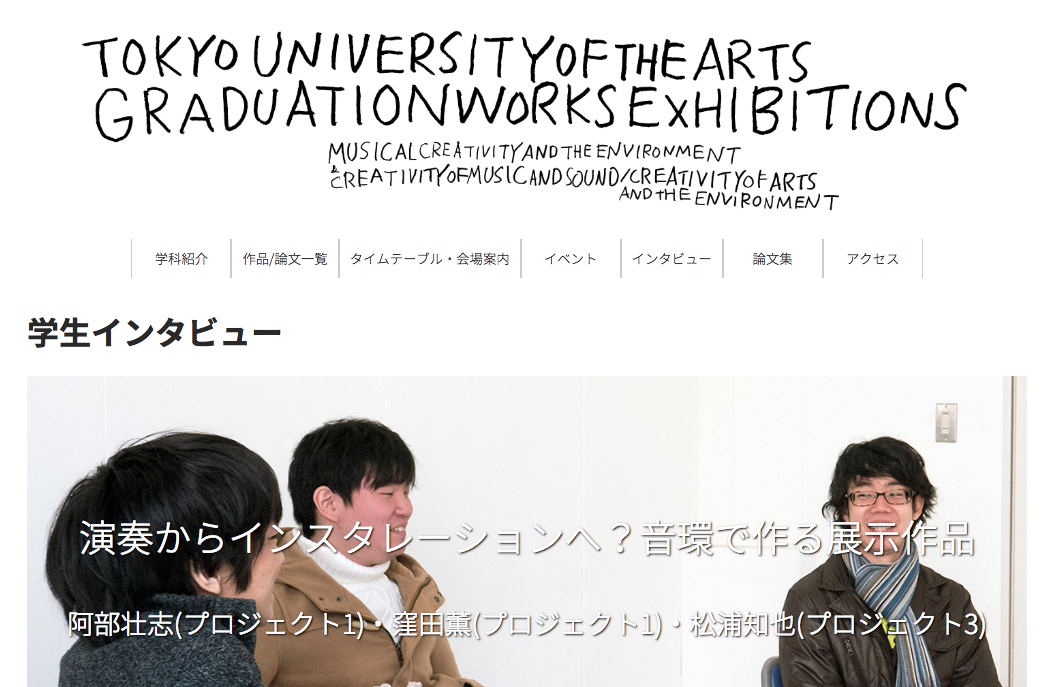 TOKYO UNIVERSITY OF THE ARTS
GRADUATION WORKS EXHIBITIONS
MUSICAL CREATIVITY AND THE ENVIRONMENT
& CREATIVITY OF MUSIC AND SOUND/CREATIVITY OF ARTS
AND THE ENVIRONMENT
学科紹介 作品/論文一覧 タイムテーブル・会場案内 イベント インタビュー 論文集 アクセス
学生インタビュー
演奏からインスタレーションへ？音環で作る展示作品
阿部壮志(プロジェクト1)・窪田薫(プロジェクト1)・松浦知也(プロジェクト3)